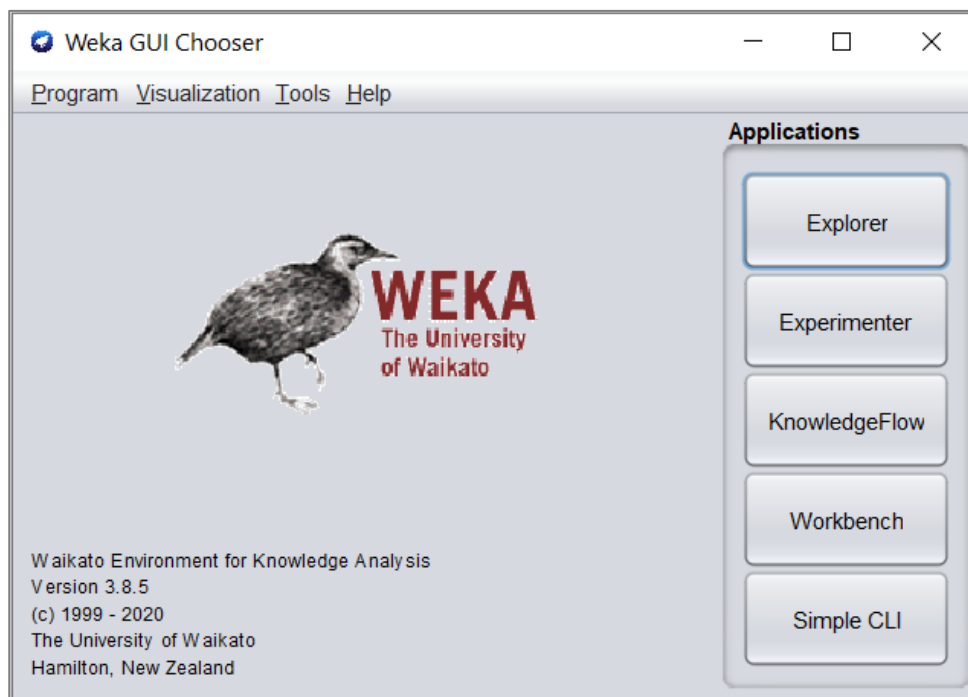 Weka GUI Chooser
Program Visualization Tools Help
Applications
Explorer
Experimenter
KnowledgeFlow
Workbench
Simple CLI
WEKA
The University
of Waikato
Waikato Environment for Knowledge Analysis
Version 3.8.5
(c) 1999 - 2020
The University of Waikato
Hamilton, New Zealand